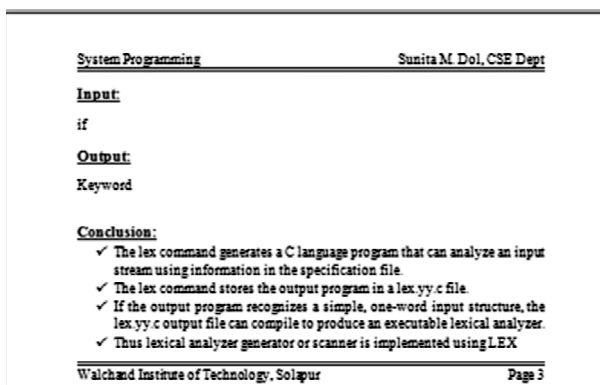 System Programming Sunita M. Dol, CSE Dept
Input:
if
Output:
Keyword
Conclusion:
✓ The lex command generates a C language program that can analyze an input
stream using information in the specification file.
✓ The lex command stores the output program in a lex.yy.c file.
✓ If the output program recognizes a simple, one-word input structure, the
lex.yy.c output file can compile to produce an executable lexical analyzer.
✓ Thus lexical analyzer generator or scanner is implemented using LEX
Walchand Institute of Technology, Solapur Page 3